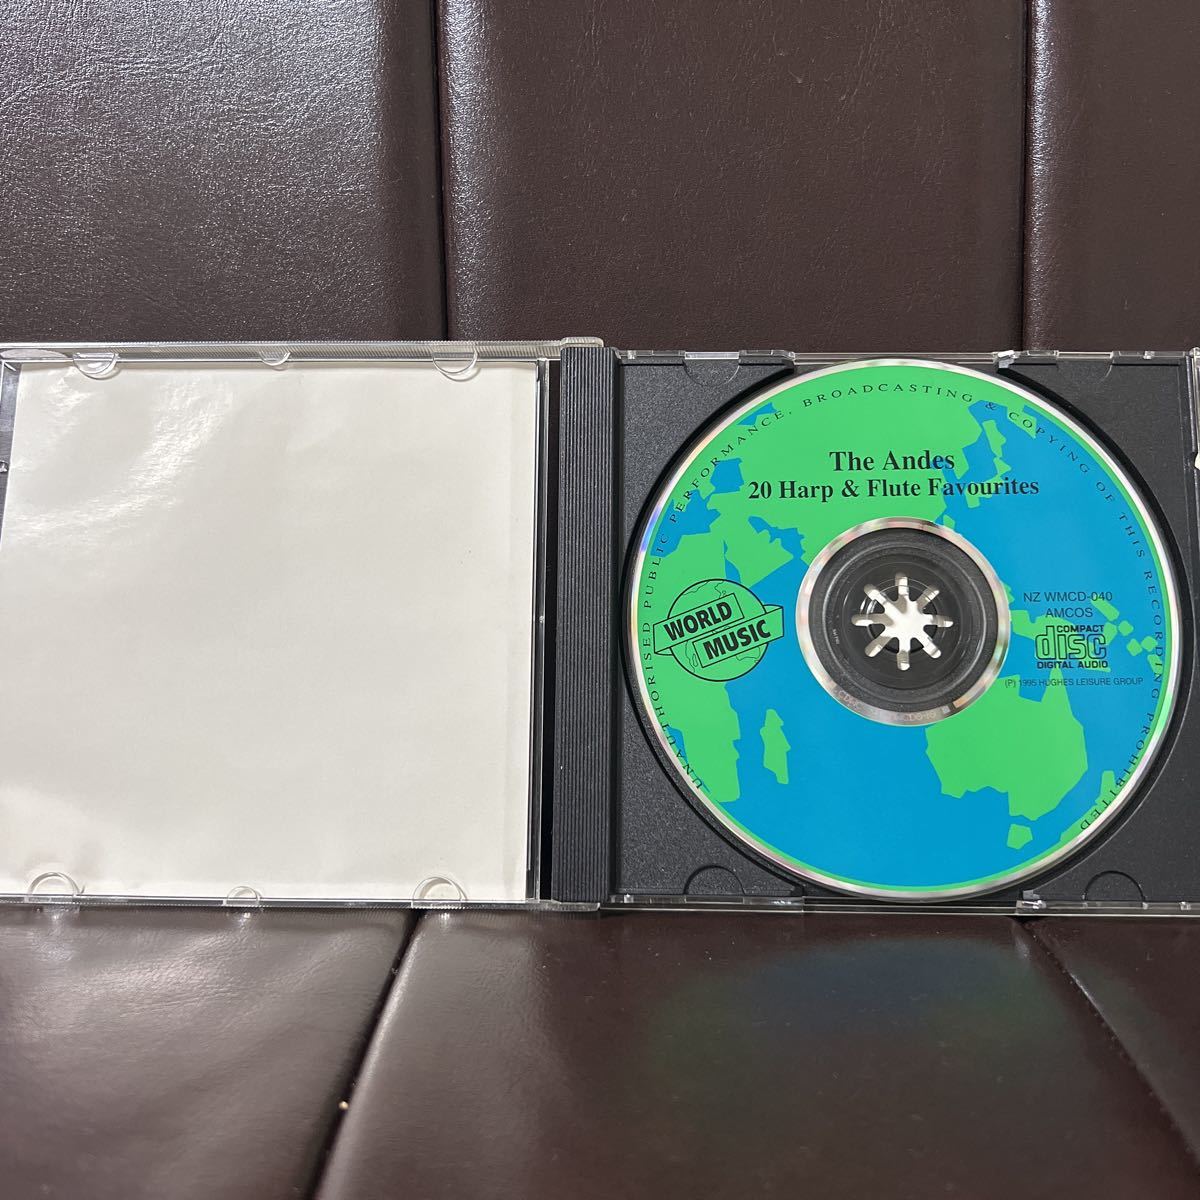 UNAUTHORISED PUBLIC PERFORMANCE, BROADCASTING & COPYING OF THIS RECORDING PROHIBITED
The Andes
20 Harp & Flute Favourites
WORLD
MUSIC
NZ WMCD-040
AMCOS
COMPACT
disc
DIGITAL AUDIO
(P) 1995 HUGHES LEISURE GROUP